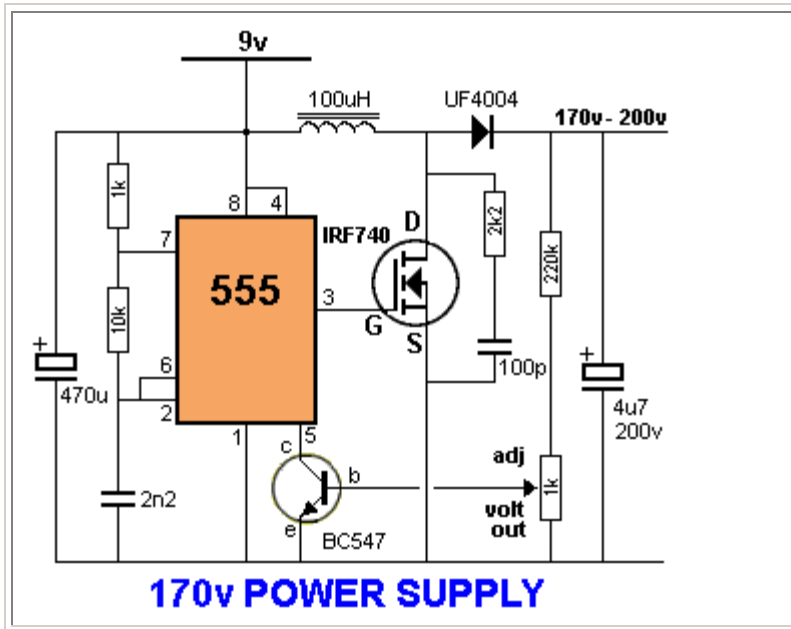 9v
100uH
UF4004
170v - 200v
1k
8
4
IRF740
D
2k2
7
555
220k
10k
3
G
S
+
470u
6
2
100p
+
4u7
200v
1
5
c
adj
b
1k
2n2
volt
out
e
BC547
170v POWER SUPPLY